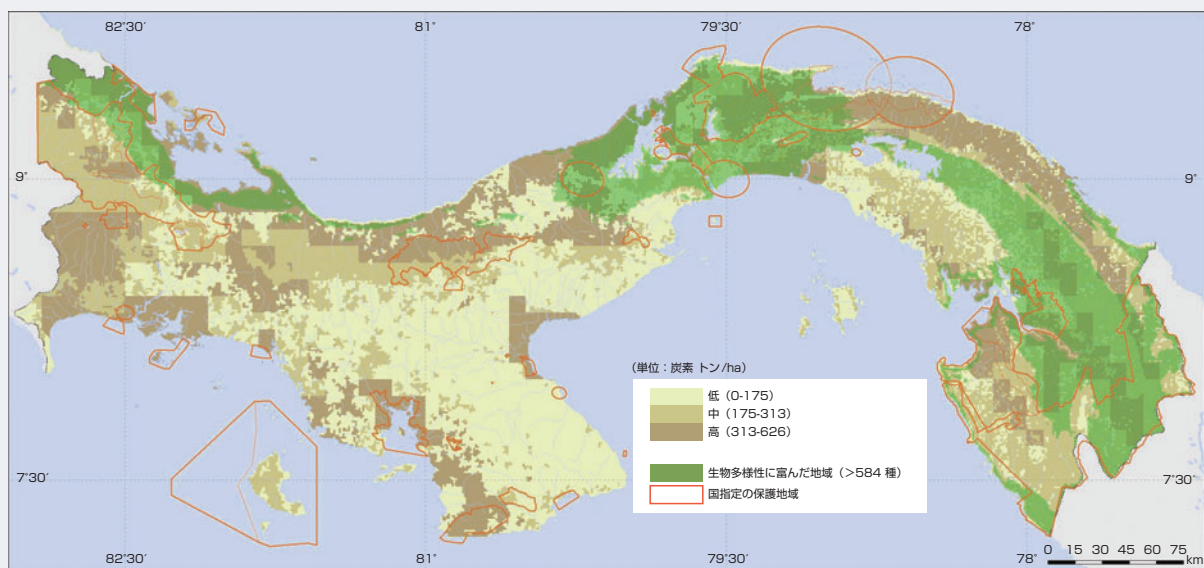 82°30′ 81° 79°30′ 78°
9° 9°
(単位：炭素 トン/ha)
低（0-175）
中（175-313）
高（313-626）
生物多様性に富んだ地域（>584 種）
国指定の保護地域
7°30′ 7°30′
82°30′ 81° 79°30′ 78°
0 15 30 45 60 75
km